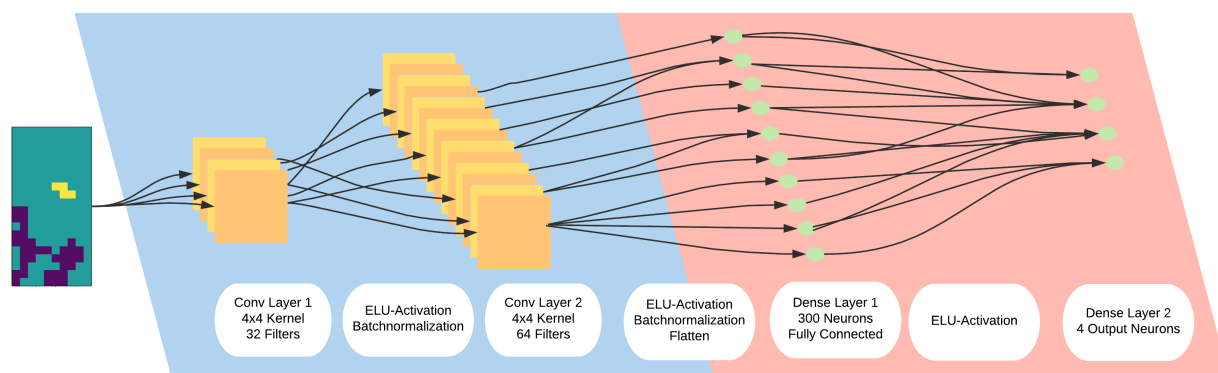 Conv Layer 1
4x4 Kernel
32 Filters
ELU-Activation
Batchnormalization
Conv Layer 2
4x4 Kernel
64 Filters
ELU-Activation
Batchnormalization
Flatten
Dense Layer 1
300 Neurons
Fully Connected
ELU-Activation
Dense Layer 2
4 Output Neurons